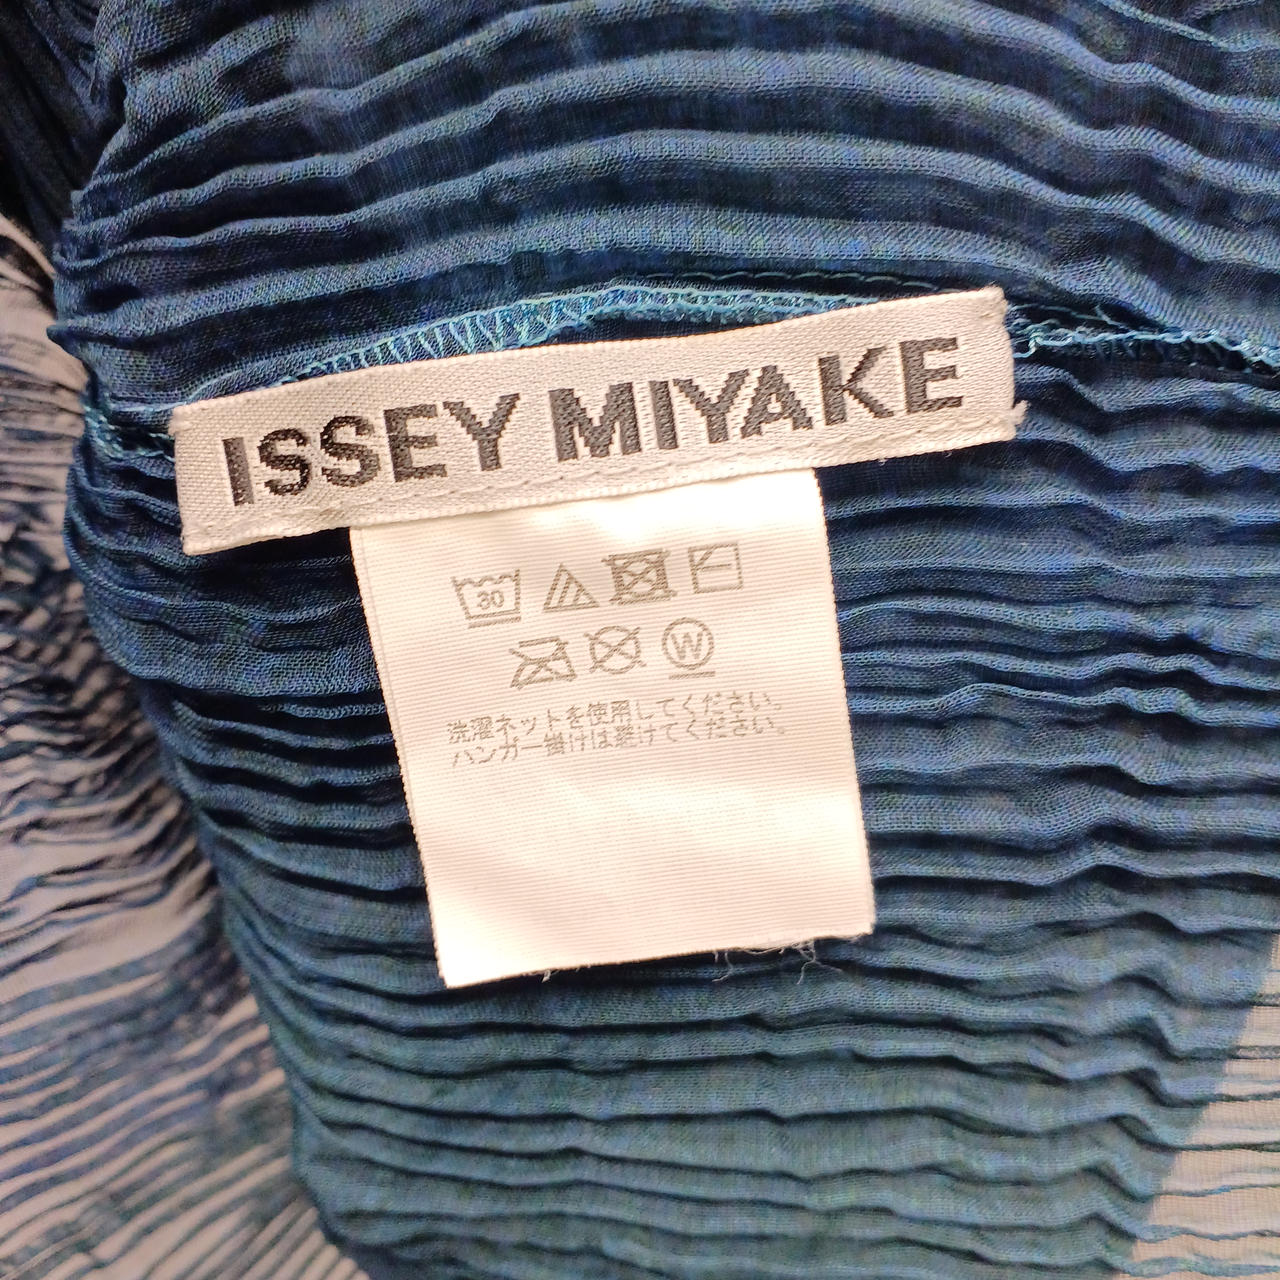 ISSEY MIYAKE
30
W
洗濯ネットを使用してください。
ハンガー掛けは避けてください。